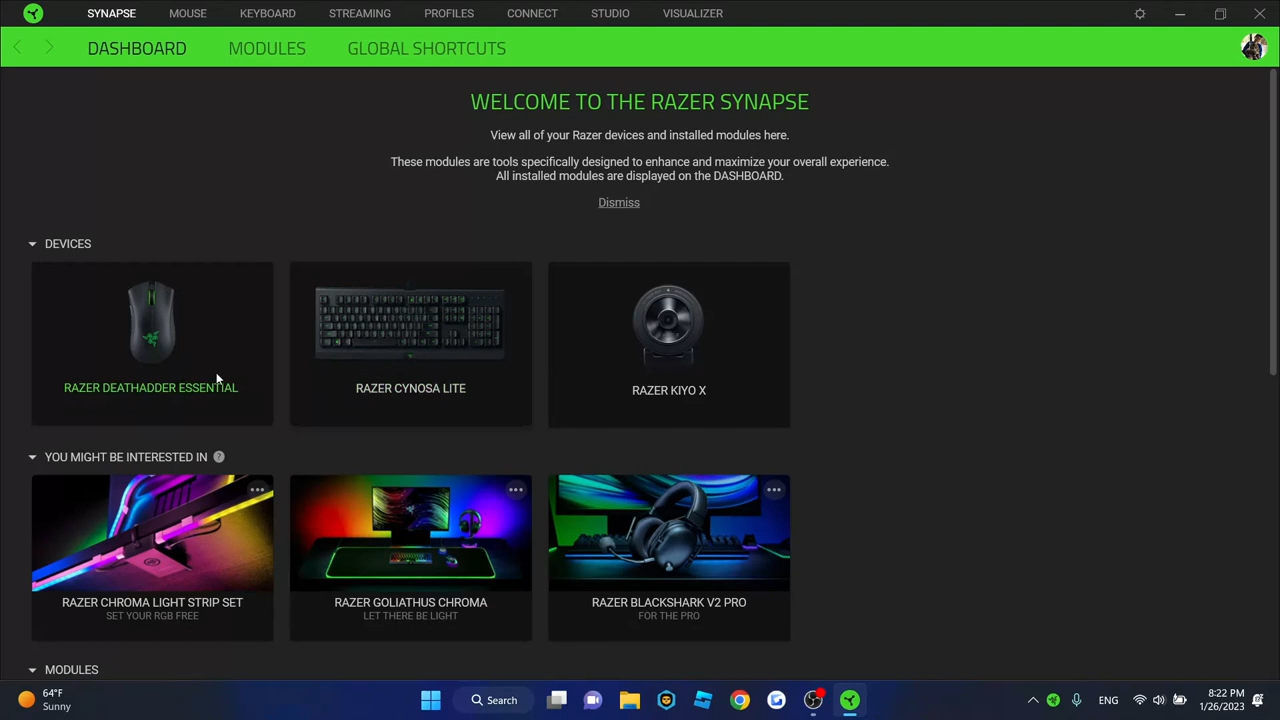 SYNAPSE MOUSE KEYBOARD STREAMING PROFILES CONNECT STUDIO VISUALIZER
DASHBOARD MODULES GLOBAL SHORTCUTS
WELCOME TO THE RAZER SYNAPSE
View all of your Razer devices and installed modules here.
These modules are tools specifically designed to enhance and maximize your overall experience.
All installed modules are displayed on the DASHBOARD.
Dismiss
DEVICES
RAZER DEATHADDER ESSENTIAL
RAZER CYNOSA LITE
RAZER KIYO X
YOU MIGHT BE INTERESTED IN ?
RAZER CHROMA LIGHT STRIP SET
SET YOUR RGB FREE
RAZER GOLIATHUS CHROMA
LET THERE BE LIGHT
RAZER BLACKSHARK V2 PRO
FOR THE PRO
MODULES
64°F
Sunny
Search
ENG
8:22 PM
1/26/2023